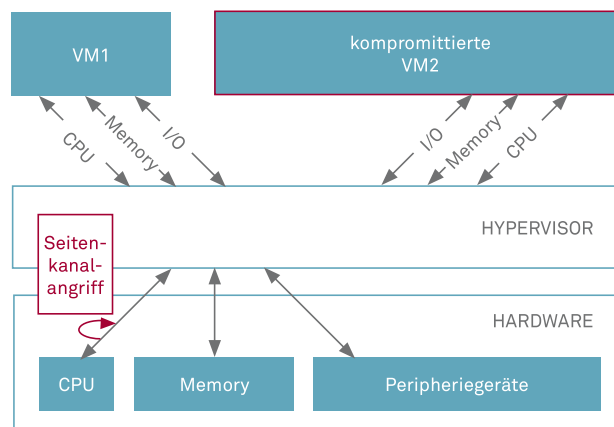 VM1
kompromittierte
VM2
CPU
Memory
I/O
I/O
Memory
CPU
HYPERVISOR
Seiten-
kanal-
angriff
HARDWARE
CPU
Memory
Peripheriegeräte